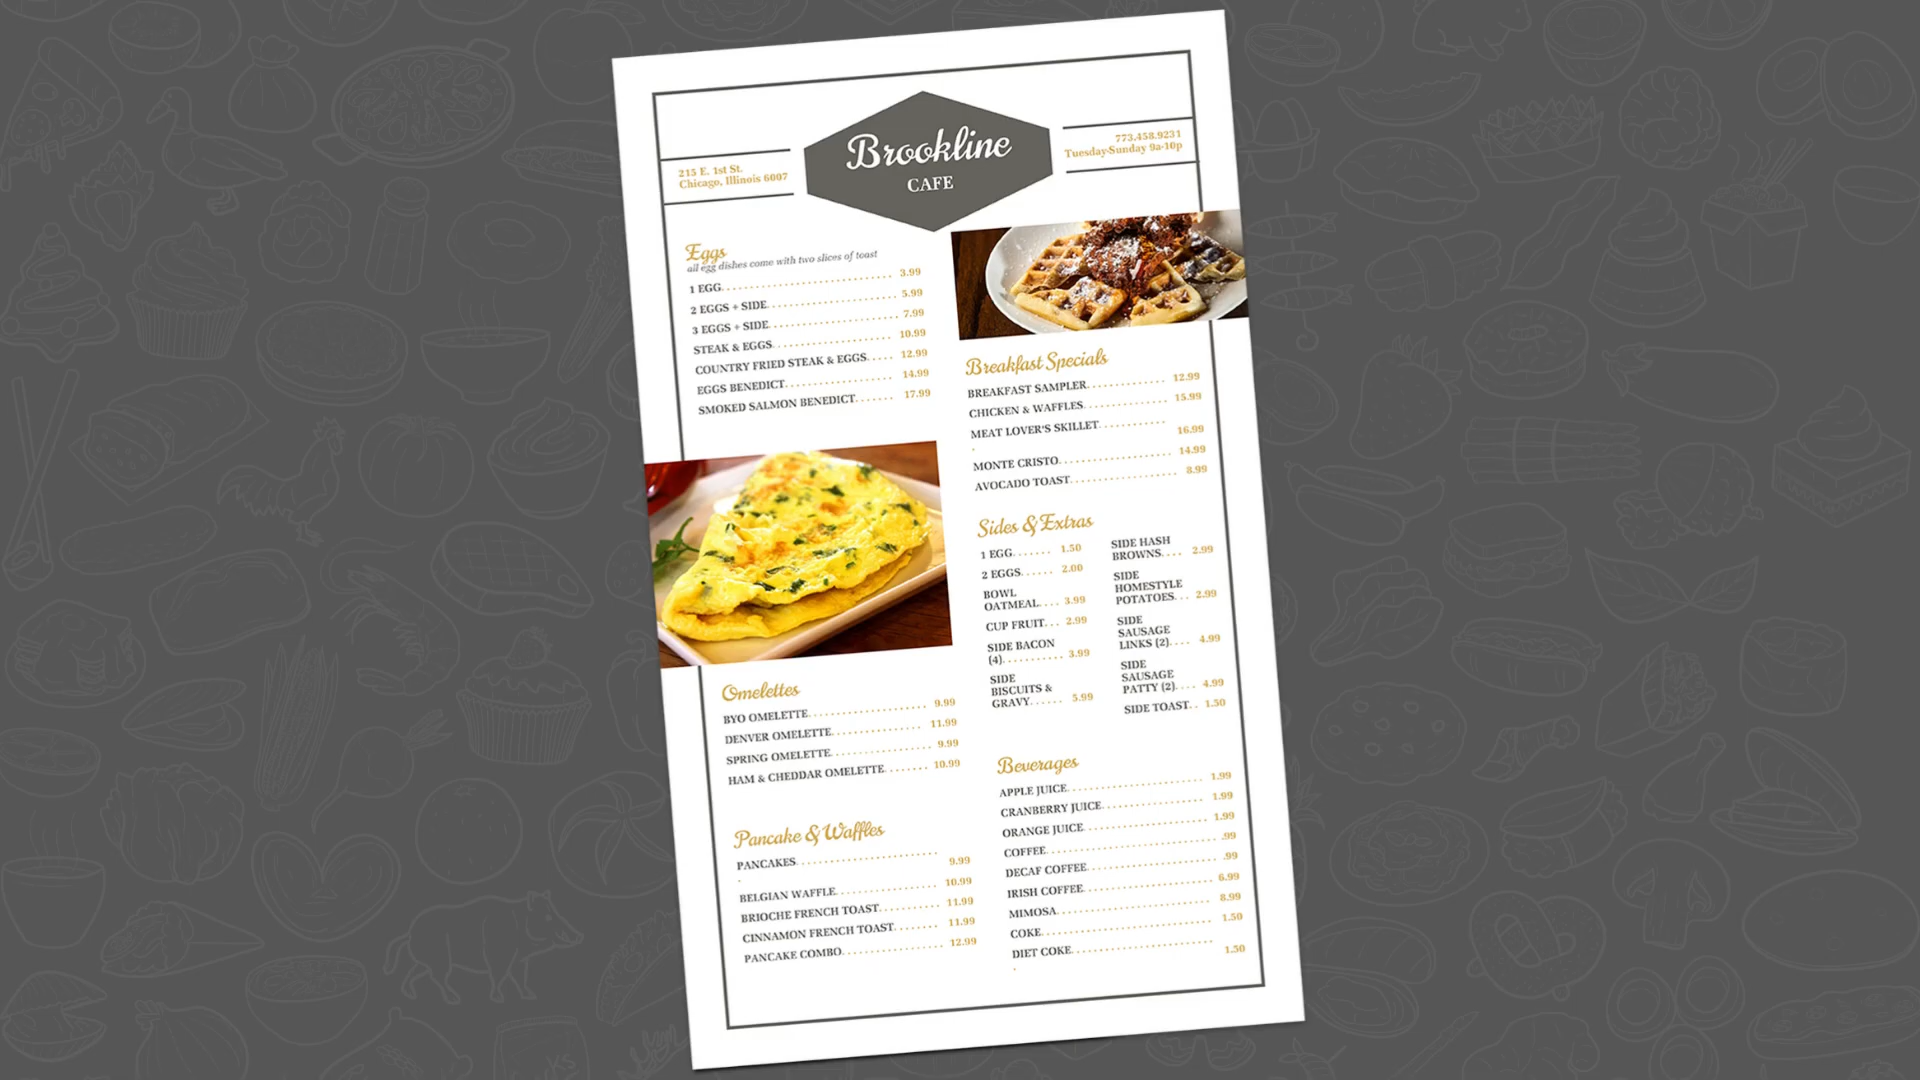 215 E. 1st St.
Chicago, Illinois 6007
Brookline
CAFE
773.458.9231
Tuesday-Sunday 9a-10p
Eggs
all egg dishes come with two slices of toast
1 EGG........................ 3.99
2 EGGS + SIDE........................ 5.99
3 EGGS + SIDE........................ 7.99
STEAK & EGGS........................ 10.99
COUNTRY FRIED STEAK & EGGS..... 12.99
EGGS BENEDICT.................... 14.99
SMOKED SALMON BENEDICT....... 17.99
Omelettes
BYO OMELETTE...................... 9.99
DENVER OMELETTE................. 11.99
SPRING OMELETTE................... 9.99
HAM & CHEDDAR OMELETTE........ 10.99
Pancake & Waffles
PANCAKES...........................
. 9.99
BELGIAN WAFFLE................... 10.99
BRIOCHE FRENCH TOAST........... 11.99
CINNAMON FRENCH TOAST........ 11.99
PANCAKE COMBO................. 12.99
Breakfast Specials
BREAKFAST SAMPLER............. 12.99
CHICKEN & WAFFLES.............. 15.99
MEAT LOVER'S SKILLET............
. 16.99
MONTE CRISTO.................... 14.99
AVOCADO TOAST................... 8.99
Sides & Extras
1 EGG....... 1.50
2 EGGS...... 2.00
BOWL
OATMEAL.... 3.99
CUP FRUIT... 2.99
SIDE BACON
(4)........... 3.99
SIDE
BISCUITS &
GRAVY...... 5.99
SIDE HASH
BROWNS.... 2.99
SIDE
HOMESTYLE
POTATOES... 2.99
SIDE
SAUSAGE
LINKS (2).... 4.99
SIDE
SAUSAGE
PATTY (2).... 4.99
SIDE TOAST.. 1.50
Beverages
APPLE JUICE........................ 1.99
CRANBERRY JUICE.................. 1.99
ORANGE JUICE...................... 1.99
COFFEE............................. .99
DECAF COFFEE...................... .99
IRISH COFFEE....................... 6.99
MIMOSA............................ 8.99
COKE............................... 1.50
DIET COKE.........................
. 1.50
KS